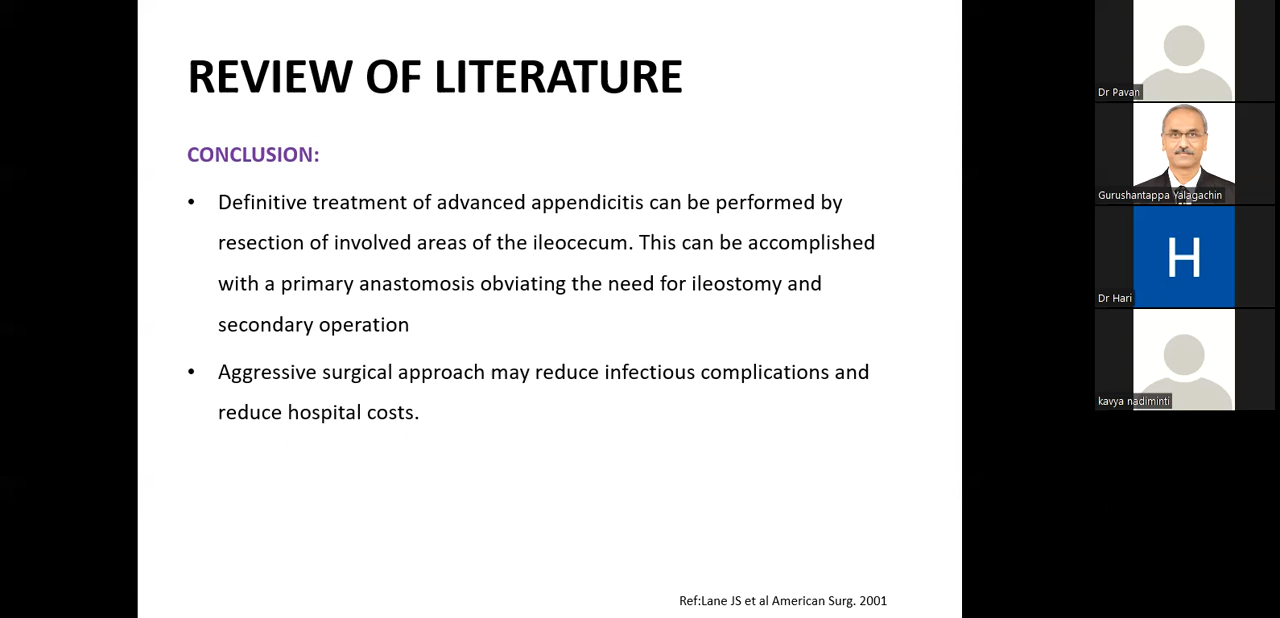 REVIEW OF LITERATURE
CONCLUSION:
• Definitive treatment of advanced appendicitis can be performed by
resection of involved areas of the ileocecum. This can be accomplished
with a primary anastomosis obviating the need for ileostomy and
secondary operation
• Aggressive surgical approach may reduce infectious complications and
reduce hospital costs.
Ref:Lane JS et al American Surg. 2001
Dr Pavan
Gurushantappa Yalagachin
H
Dr Hari
kavya nadiminti